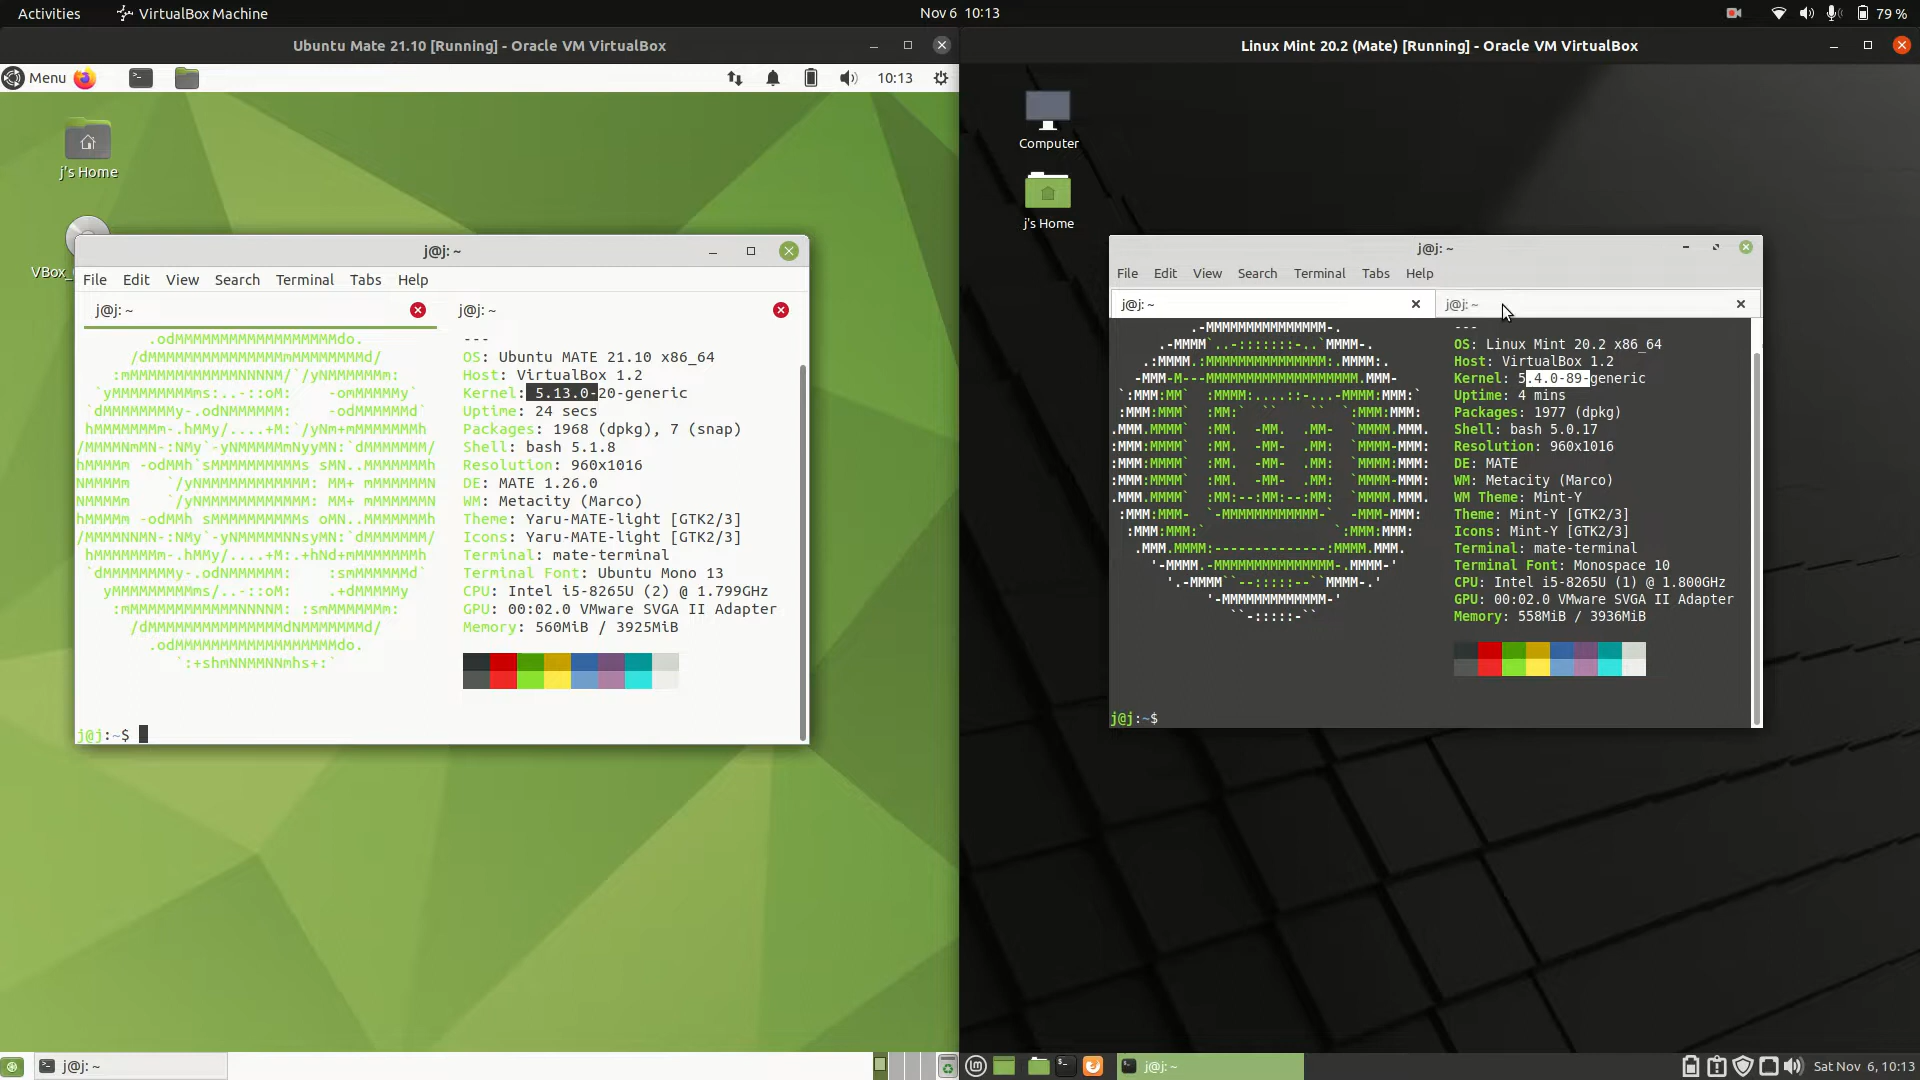 Activities
VirtualBox Machine
Nov 6 10:13
79 %
Ubuntu Mate 21.10 [Running] - Oracle VM VirtualBox
Menu
10:13
j's Home
VBox_
j@j: ~
File Edit View Search Terminal Tabs Help
j@j: ~
j@j: ~
---
OS: Ubuntu MATE 21.10 x86_64
Host: VirtualBox 1.2
Kernel: 5.13.0-20-generic
Uptime: 24 secs
Packages: 1968 (dpkg), 7 (snap)
Shell: bash 5.1.8
Resolution: 960x1016
DE: MATE 1.26.0
WM: Metacity (Marco)
Theme: Yaru-MATE-light [GTK2/3]
Icons: Yaru-MATE-light [GTK2/3]
Terminal: mate-terminal
Terminal Font: Ubuntu Mono 13
CPU: Intel i5-8265U (2) @ 1.799GHz
GPU: 00:02.0 VMware SVGA II Adapter
Memory: 560MiB / 3925MiB
j@j:~$
j@j: ~
Linux Mint 20.2 (Mate) [Running] - Oracle VM VirtualBox
Computer
j's Home
j@j: ~
File Edit View Search Terminal Tabs Help
j@j: ~
j@j: ~
---
OS: Linux Mint 20.2 x86_64
Host: VirtualBox 1.2
Kernel: 5.4.0-89-generic
Uptime: 4 mins
Packages: 1977 (dpkg)
Shell: bash 5.0.17
Resolution: 960x1016
DE: MATE
WM: Metacity (Marco)
WM Theme: Mint-Y
Theme: Mint-Y [GTK2/3]
Icons: Mint-Y [GTK2/3]
Terminal: mate-terminal
Terminal Font: Monospace 10
CPU: Intel i5-8265U (1) @ 1.800GHz
GPU: 00:02.0 VMware SVGA II Adapter
Memory: 558MiB / 3936MiB
j@j:~$
j@j: ~
Sat Nov 6, 10:13